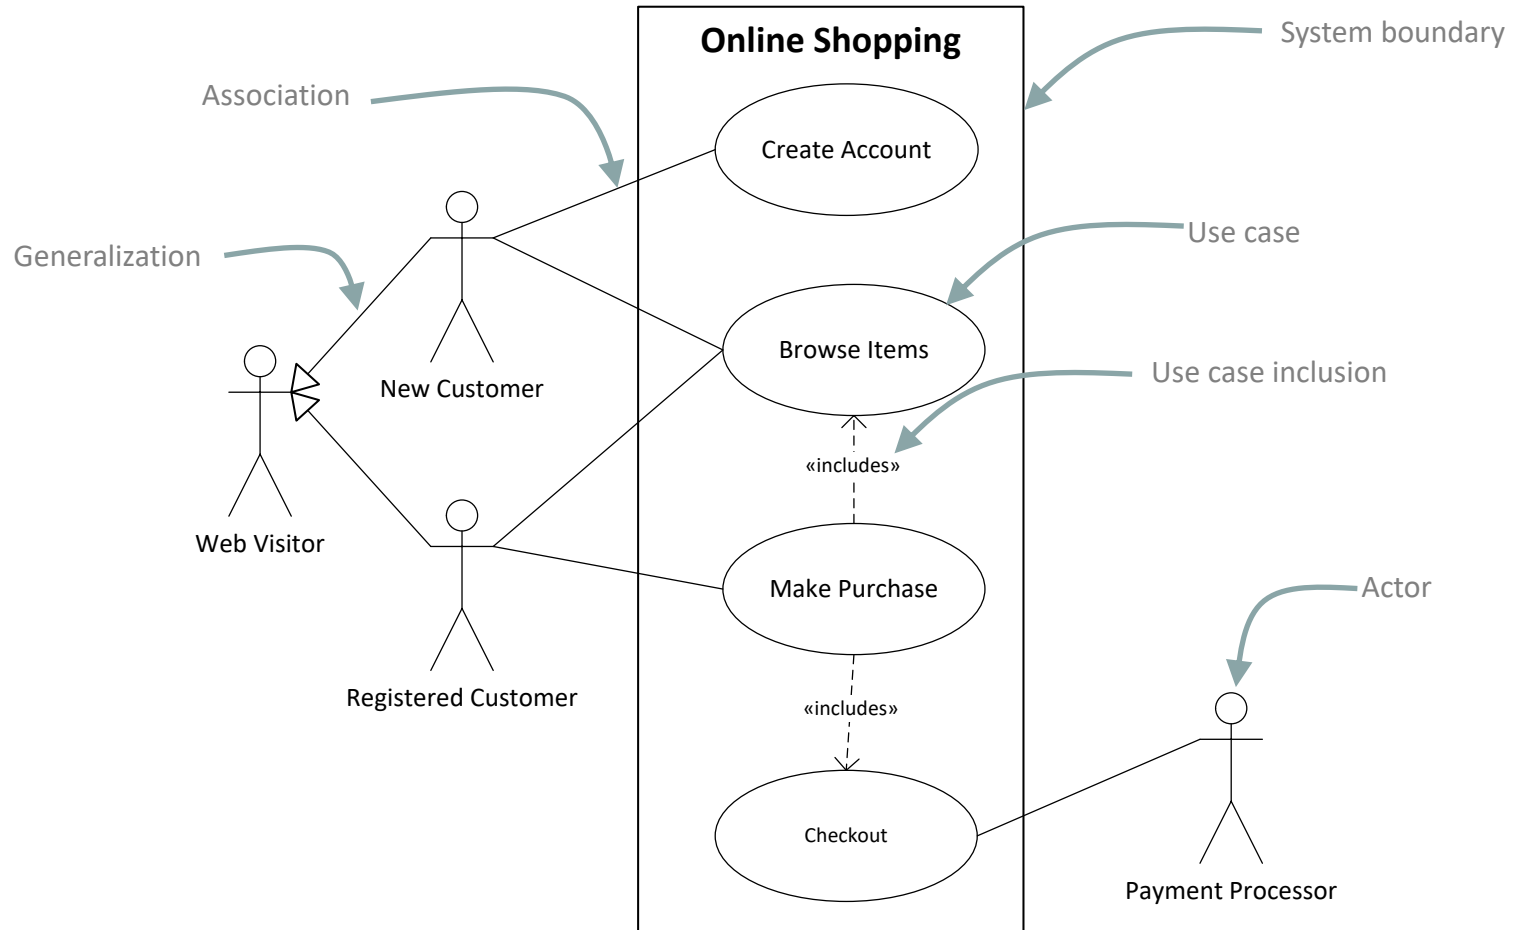 Online Shopping
System boundary
Association
Create Account
Use case
Generalization
Browse Items
Use case inclusion
New Customer
«includes»
Web Visitor
Make Purchase
Actor
Registered Customer
«includes»
Checkout
Payment Processor